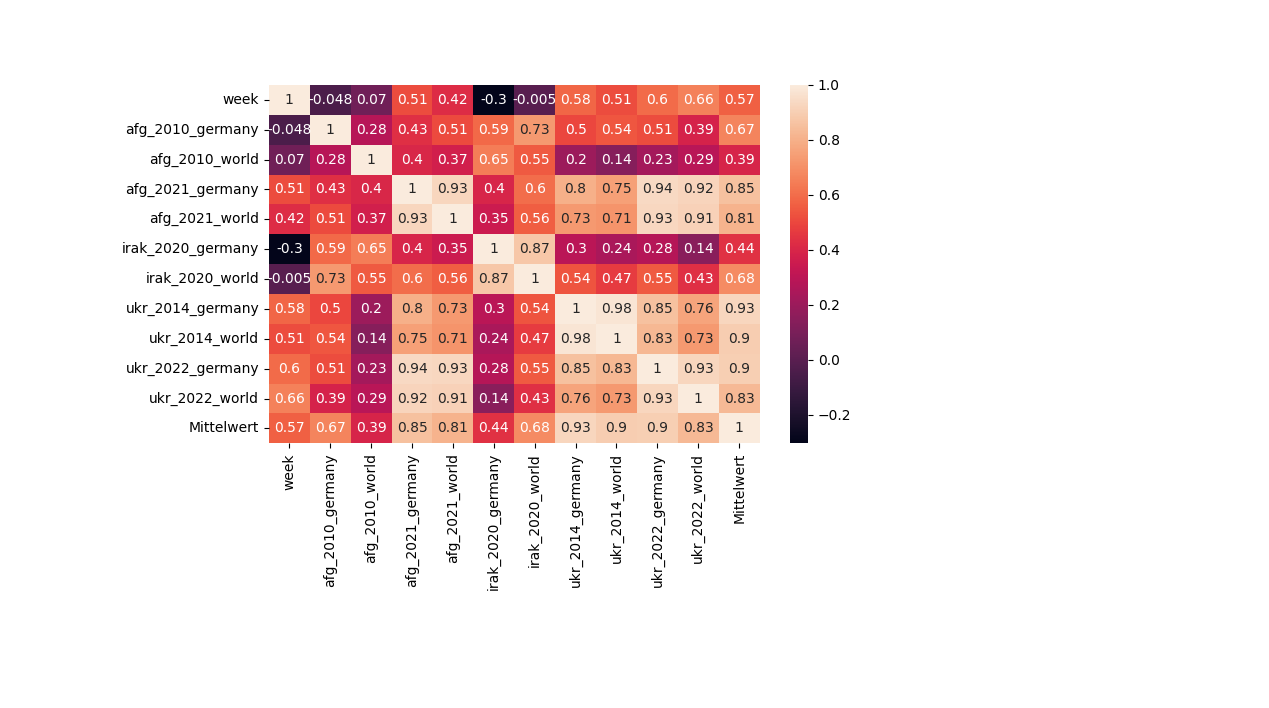 week 1 -0.048 0.07 0.51 0.42 -0.3 -0.005 0.58 0.51 0.6 0.66 0.57
afg_2010_germany -0.048 1 0.28 0.43 0.51 0.59 0.73 0.5 0.54 0.51 0.39 0.67
afg_2010_world 0.07 0.28 1 0.4 0.37 0.65 0.55 0.2 0.14 0.23 0.29 0.39
afg_2021_germany 0.51 0.43 0.4 1 0.93 0.4 0.6 0.8 0.75 0.94 0.92 0.85
afg_2021_world 0.42 0.51 0.37 0.93 1 0.35 0.56 0.73 0.71 0.93 0.91 0.81
irak_2020_germany -0.3 0.59 0.65 0.4 0.35 1 0.87 0.3 0.24 0.28 0.14 0.44
irak_2020_world -0.005 0.73 0.55 0.6 0.56 0.87 1 0.54 0.47 0.55 0.43 0.68
ukr_2014_germany 0.58 0.5 0.2 0.8 0.73 0.3 0.54 1 0.98 0.85 0.76 0.93
ukr_2014_world 0.51 0.54 0.14 0.75 0.71 0.24 0.47 0.98 1 0.83 0.73 0.9
ukr_2022_germany 0.6 0.51 0.23 0.94 0.93 0.28 0.55 0.85 0.83 1 0.93 0.9
ukr_2022_world 0.66 0.39 0.29 0.92 0.91 0.14 0.43 0.76 0.73 0.93 1 0.83
Mittelwert 0.57 0.67 0.39 0.85 0.81 0.44 0.68 0.93 0.9 0.9 0.83 1
week
afg_2010_germany
afg_2010_world
afg_2021_germany
afg_2021_world
irak_2020_germany
irak_2020_world
ukr_2014_germany
ukr_2014_world
ukr_2022_germany
ukr_2022_world
Mittelwert
1.0
0.8
0.6
0.4
0.2
0.0
−0.2